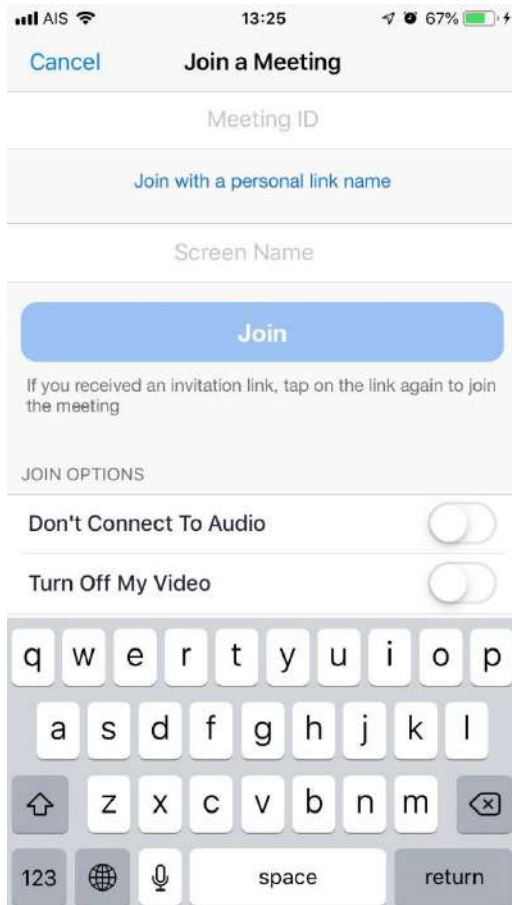 AIS 13:25 67%
Cancel Join a Meeting
Meeting ID
Join with a personal link name
Screen Name
Join
If you received an invitation link, tap on the link again to join
the meeting
JOIN OPTIONS
Don't Connect To Audio
Turn Off My Video
q w e r t y u i o p
a s d f g h j k l
z x c v b n m
123 space return